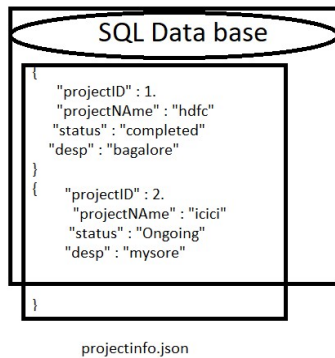 SQL Data base
{
"projectID" : 1.
"projectNAme" : "hdfc"
"status" : "completed"
"desp" : "bagalore"
}
{
"projectID" : 2.
"projectNAme" : "icici"
"status" : "Ongoing"
"desp" : "mysore"
}
projectinfo.json